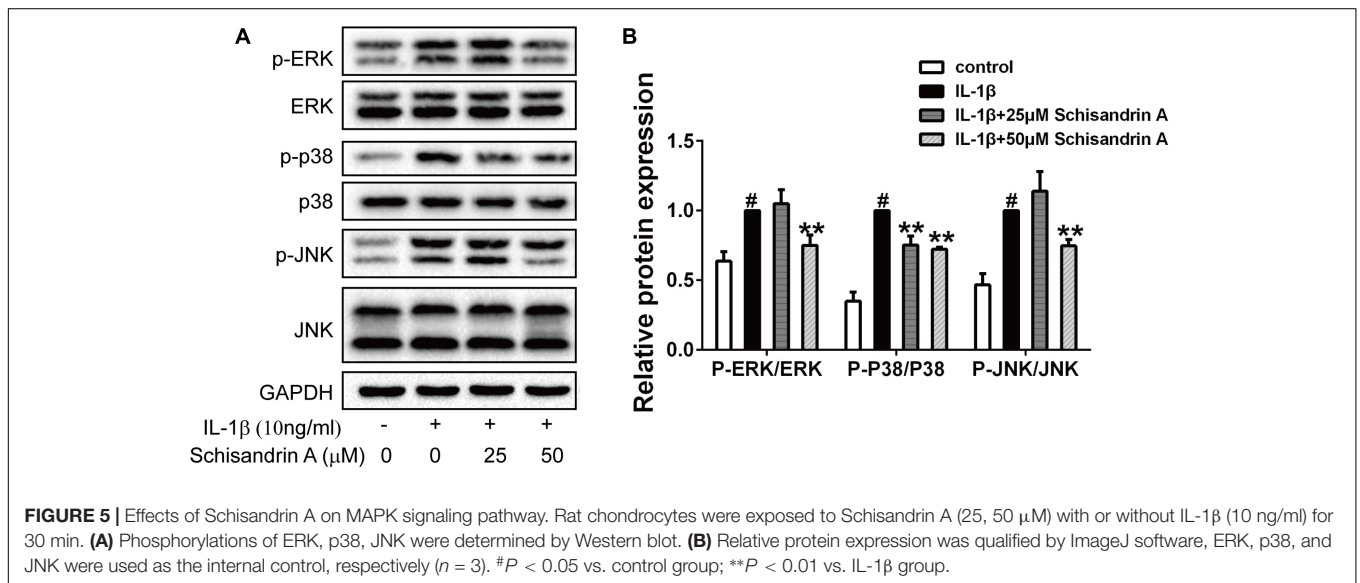 A
p-ERK
ERK
p-p38
p38
p-JNK
JNK
GAPDH
IL-1β (10ng/ml) - + + +
Schisandrin A (μM) 0 0 25 50
B
control
IL-1β
IL-1β+25μM Schisandrin A
IL-1β+50μM Schisandrin A
Relative protein expression
1.5
1.0
0.5
0.0
# ** # ** ** # **
P-ERK/ERK P-P38/P38 P-JNK/JNK
FIGURE 5 | Effects of Schisandrin A on MAPK signaling pathway. Rat chondrocytes were exposed to Schisandrin A (25, 50 μM) with or without IL-1β (10 ng/ml) for
30 min. (A) Phosphorylations of ERK, p38, JNK were determined by Western blot. (B) Relative protein expression was qualified by ImageJ software, ERK, p38, and
JNK were used as the internal control, respectively (n = 3). #P < 0.05 vs. control group; **P < 0.01 vs. IL-1β group.